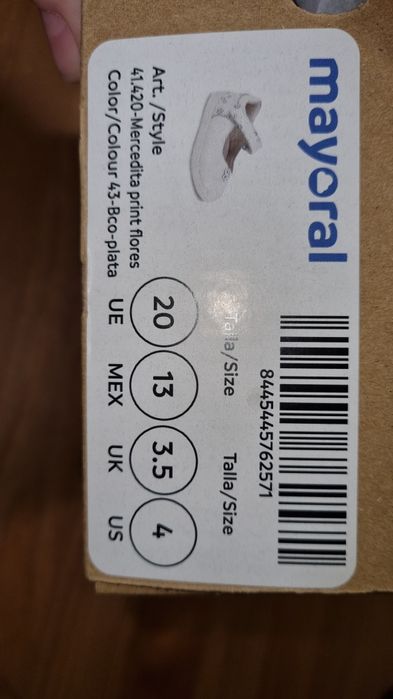 mayoral
8445445762571
Talla/Size
Talla/Size
20
13
3.5
4
UE
MEX
UK
US
Art. /Style
41.420-Mercedita print flores
Color/Colour 43-Bco-plata